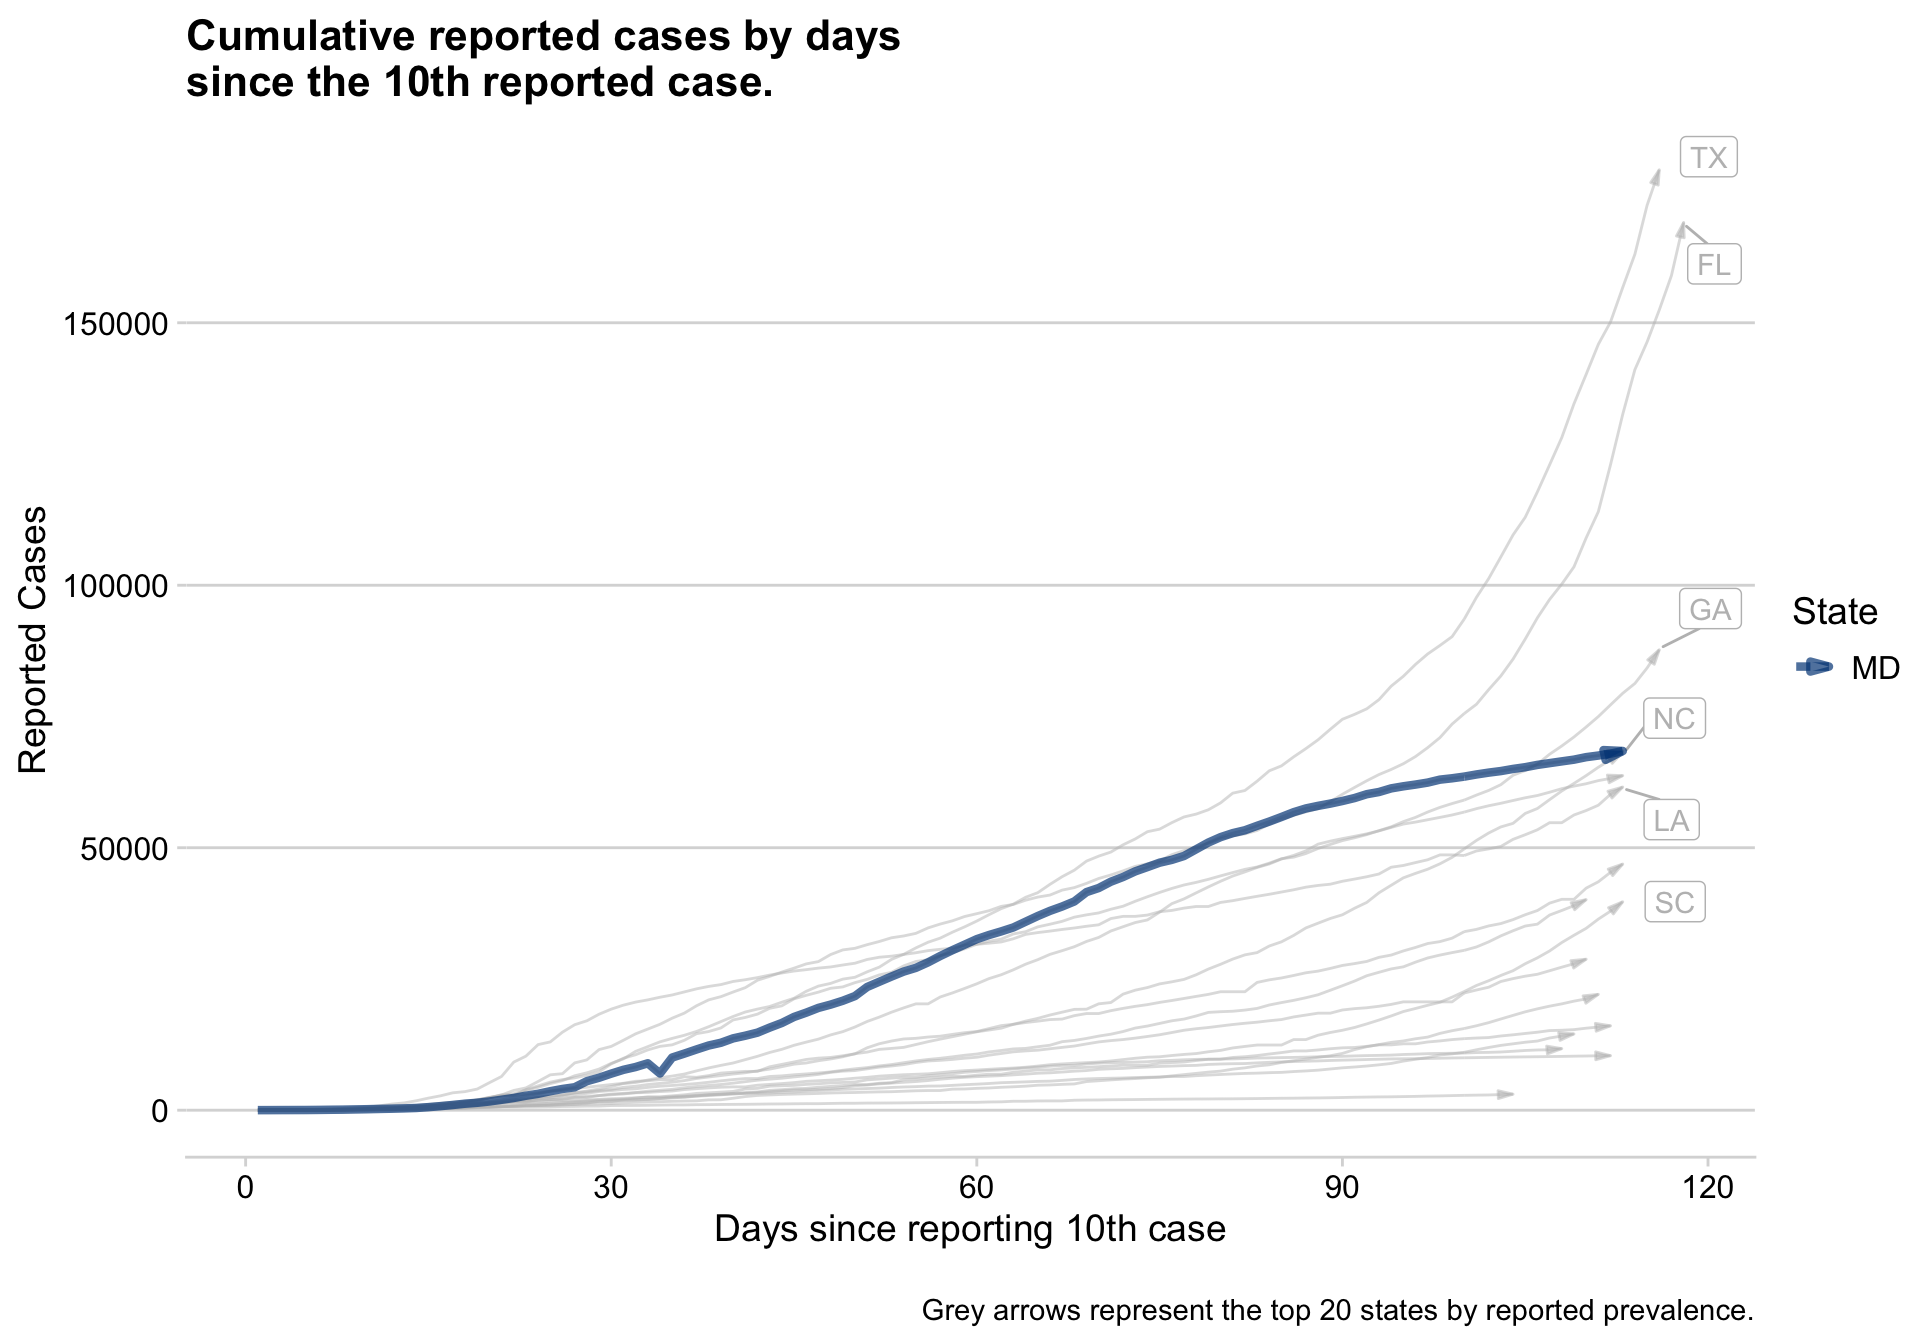 Cumulative reported cases by days
since the 10th reported case.
TX
FL
150000
100000
GA
State
MD
NC
LA
50000
SC
0
Reported Cases
0 30 60 90 120
Days since reporting 10th case
Grey arrows represent the top 20 states by reported prevalence.